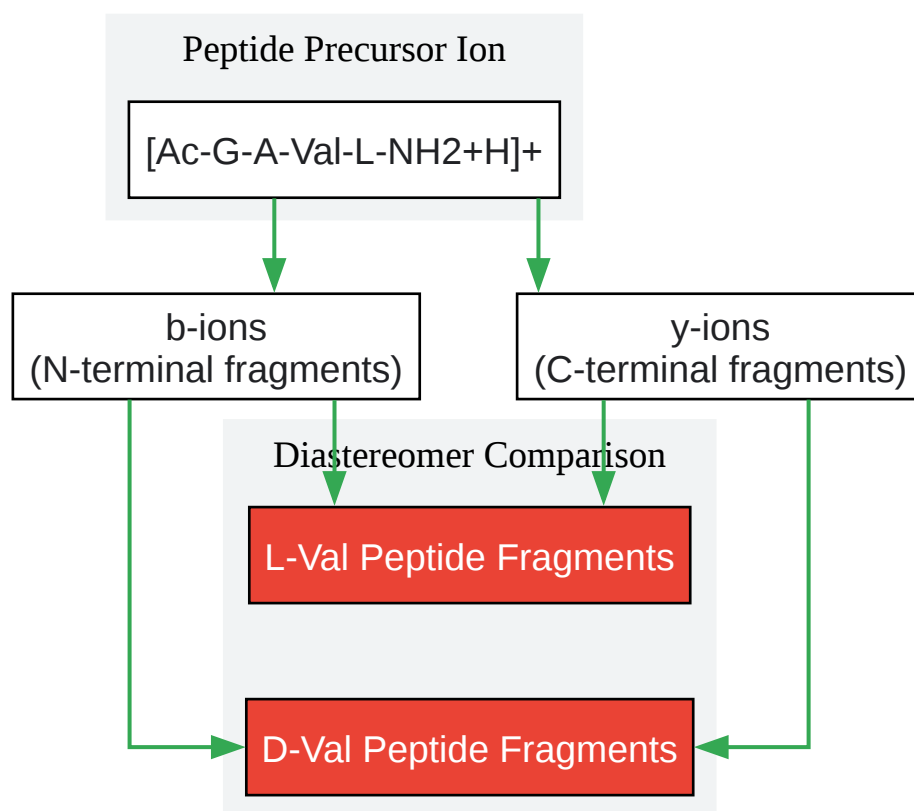 Peptide Precursor Ion
[Ac-G-A-Val-L-NH2+H]+
b-ions
(N-terminal fragments)
y-ions
(C-terminal fragments)
Diastereomer Comparison
L-Val Peptide Fragments
D-Val Peptide Fragments